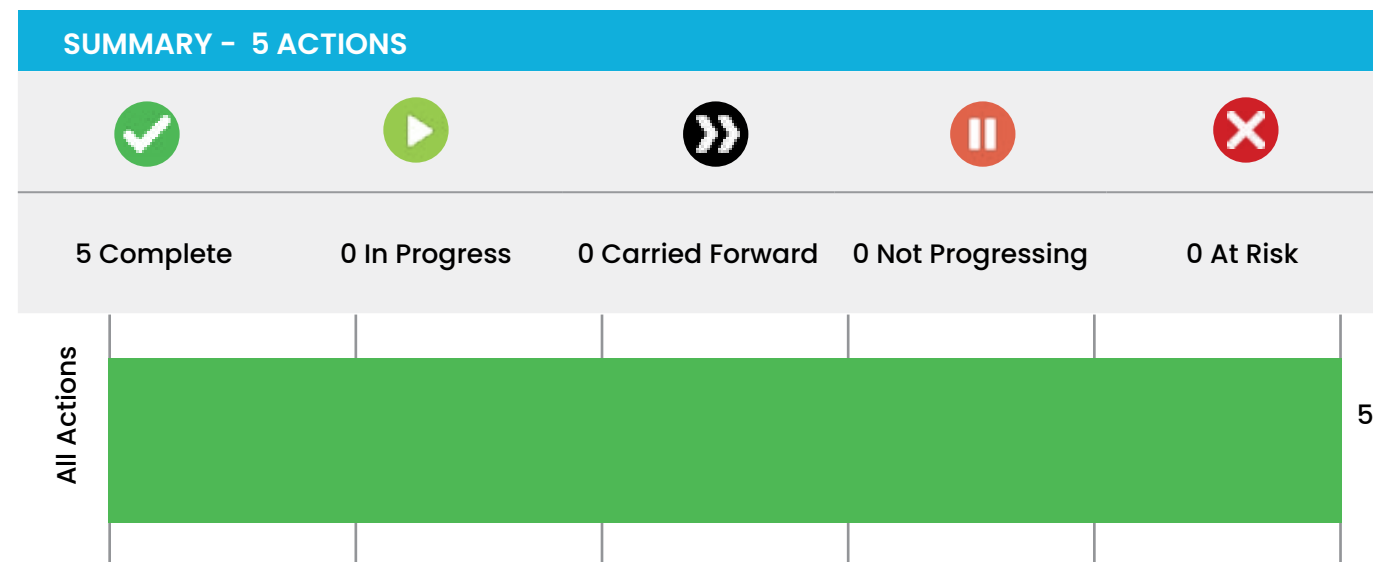 SUMMARY - 5 ACTIONS
5 Complete
0 In Progress
0 Carried Forward
0 Not Progressing
0 At Risk
All Actions
5